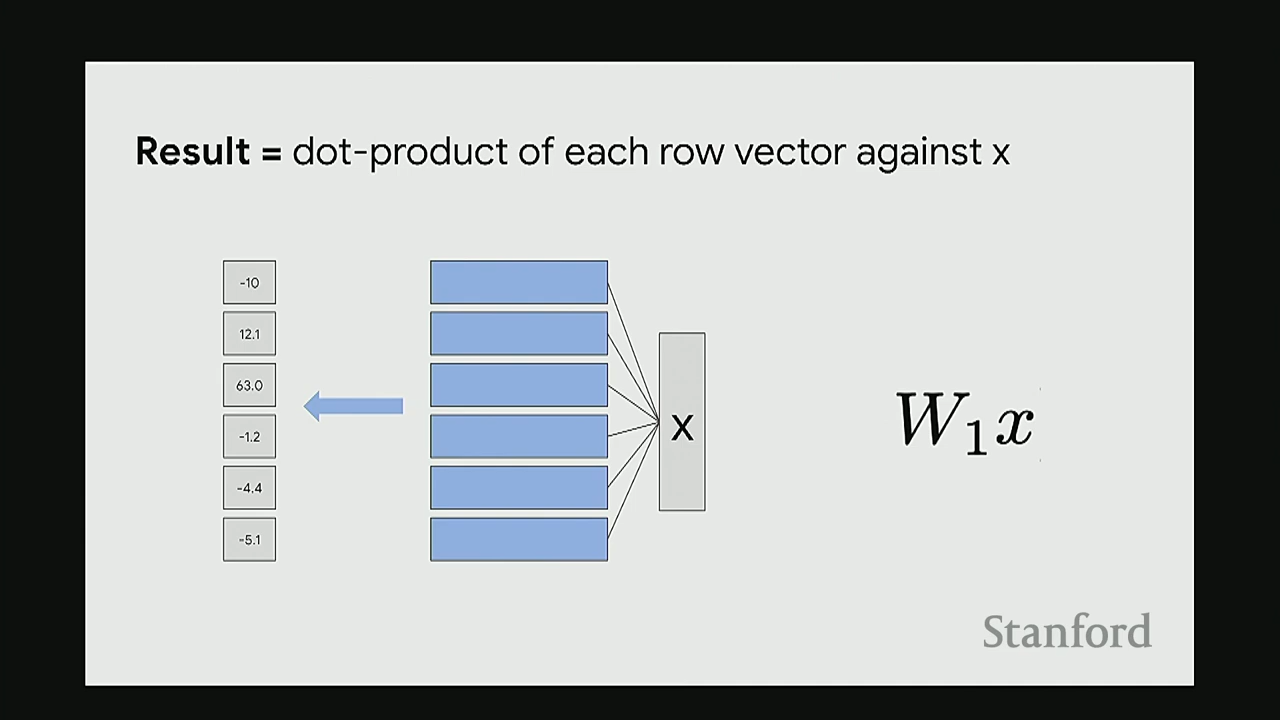 Result = dot-product of each row vector against x
-10
12.1
63.0
-1.2
-4.4
-5.1
x
W₁x
Stanford